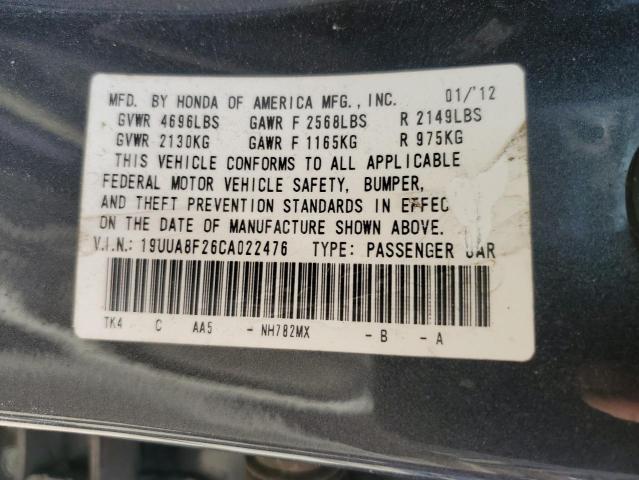 MFD. BY HONDA OF AMERICA MFG., INC. 01/'12
GVWR 4696LBS GAWR F 2568LBS R 2149LBS
GVWR 2130KG GAWR F 1165KG R 975KG
THIS VEHICLE CONFORMS TO ALL APPLICABLE
FEDERAL MOTOR VEHICLE SAFETY, BUMPER,
AND THEFT PREVENTION STANDARDS IN EFFEC
ON THE DATE OF MANUFACTURE SHOWN ABOVE.
V.I.N.: 19UUA8F26CA022476 TYPE: PASSENGER CAR
TK4 C AA5 - NH782MX - B - A